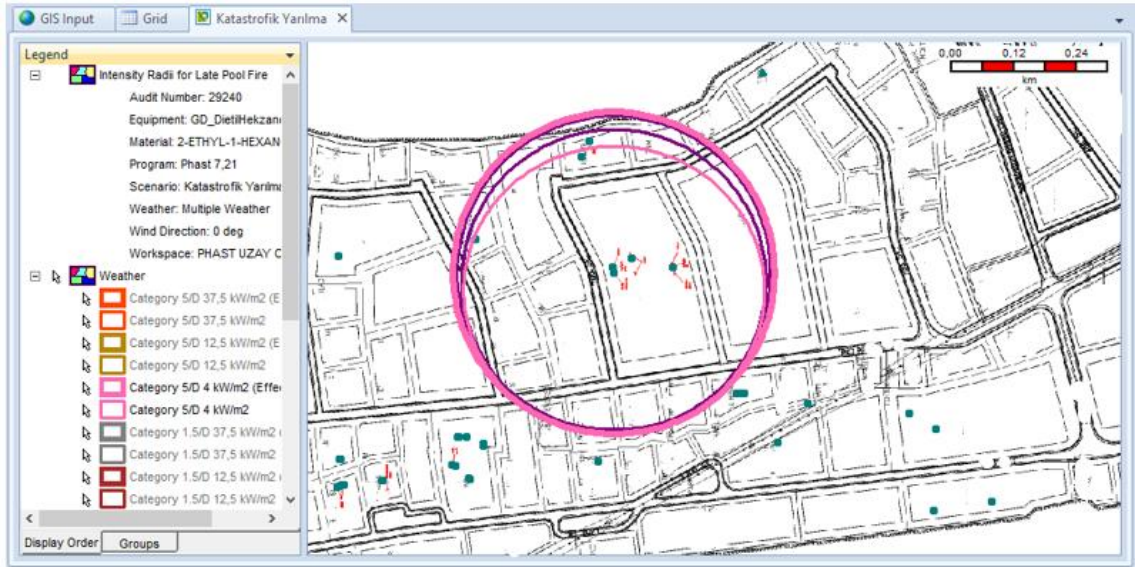 GIS Input
Grid
Katastrofik Yarılma
Legend
Intensity Radii for Late Pool Fire
Audit Number: 29240
Equipment: GD_DietilHekzan
Material: 2-ETHYL-1-HEXAN
Program: Phast 7,21
Scenario: Katastrofik Yarılma
Weather: Multiple Weather
Wind Direction: 0 deg
Workspace: PHAST UZAY C
Weather
Category 5/D 37,5 kW/m2 (E
Category 5/D 37,5 kW/m2
Category 5/D 12,5 kW/m2 (E
Category 5/D 12,5 kW/m2
Category 5/D 4 kW/m2 (Effe
Category 5/D 4 kW/m2
Category 1.5/D 37,5 kW/m2 (
Category 1.5/D 37,5 kW/m2
Category 1.5/D 12,5 kW/m2 (
Category 1.5/D 12,5 kW/m2
Display Order
Groups
0,00 0,12 0,24
km